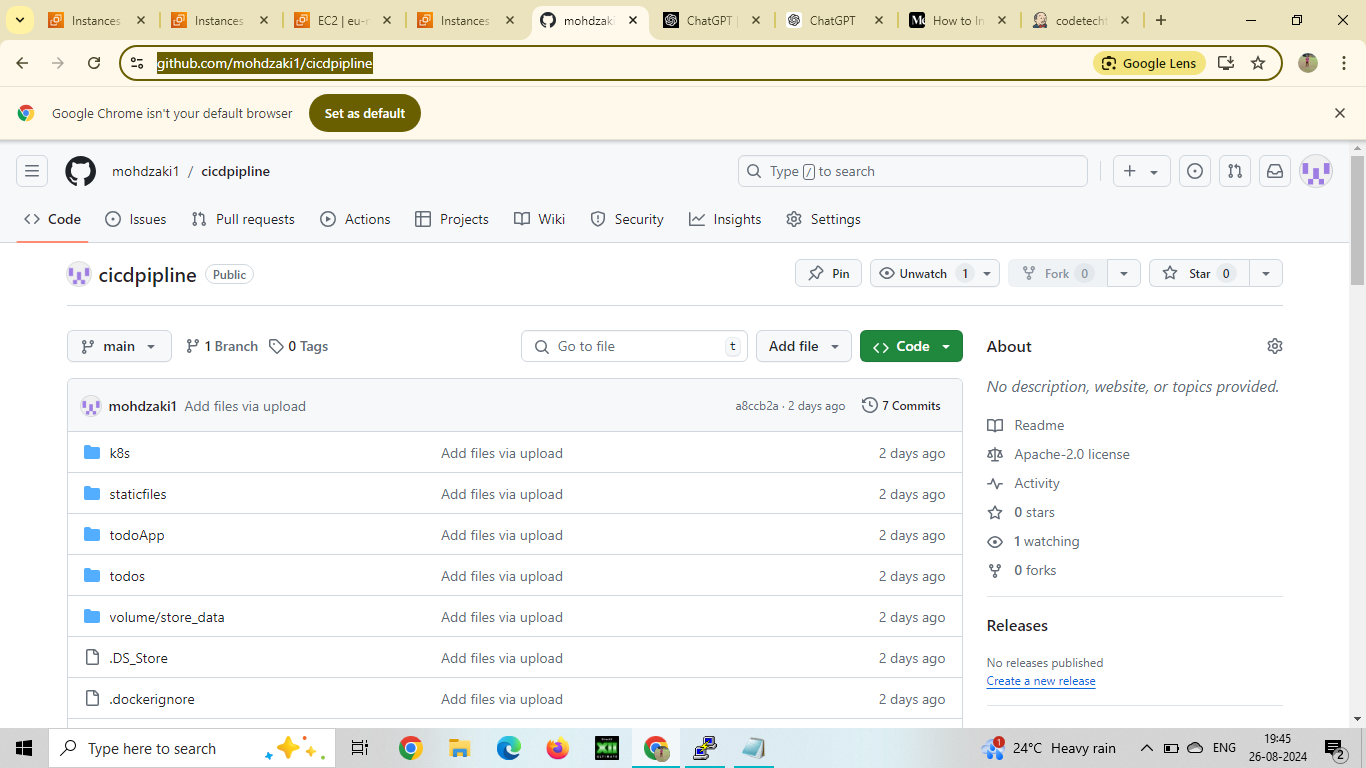 Instances
Instances
EC2 | eu-n
Instances
mohdzaki
ChatGPT |
ChatGPT
How to In
codetecht
github.com/mohdzaki1/cicdpipline
Google Lens
Google Chrome isn't your default browser
Set as default
mohdzaki1 / cicdpipline
Type / to search
Code
Issues
Pull requests
Actions
Projects
Wiki
Security
Insights
Settings
cicdpipline
Public
Pin
Unwatch 1
Fork 0
Star 0
main
1 Branch
0 Tags
Go to file t
Add file
Code
mohdzaki1 Add files via upload
a8ccb2a · 2 days ago
7 Commits
k8s Add files via upload 2 days ago
staticfiles Add files via upload 2 days ago
todoApp Add files via upload 2 days ago
todos Add files via upload 2 days ago
volume/store_data Add files via upload 2 days ago
.DS_Store Add files via upload 2 days ago
.dockerignore Add files via upload 2 days ago
About
No description, website, or topics provided.
Readme
Apache-2.0 license
Activity
0 stars
1 watching
0 forks
Releases
No releases published
Create a new release
Type here to search
XII
1
24°C Heavy rain
ENG
19:45
26-08-2024
2